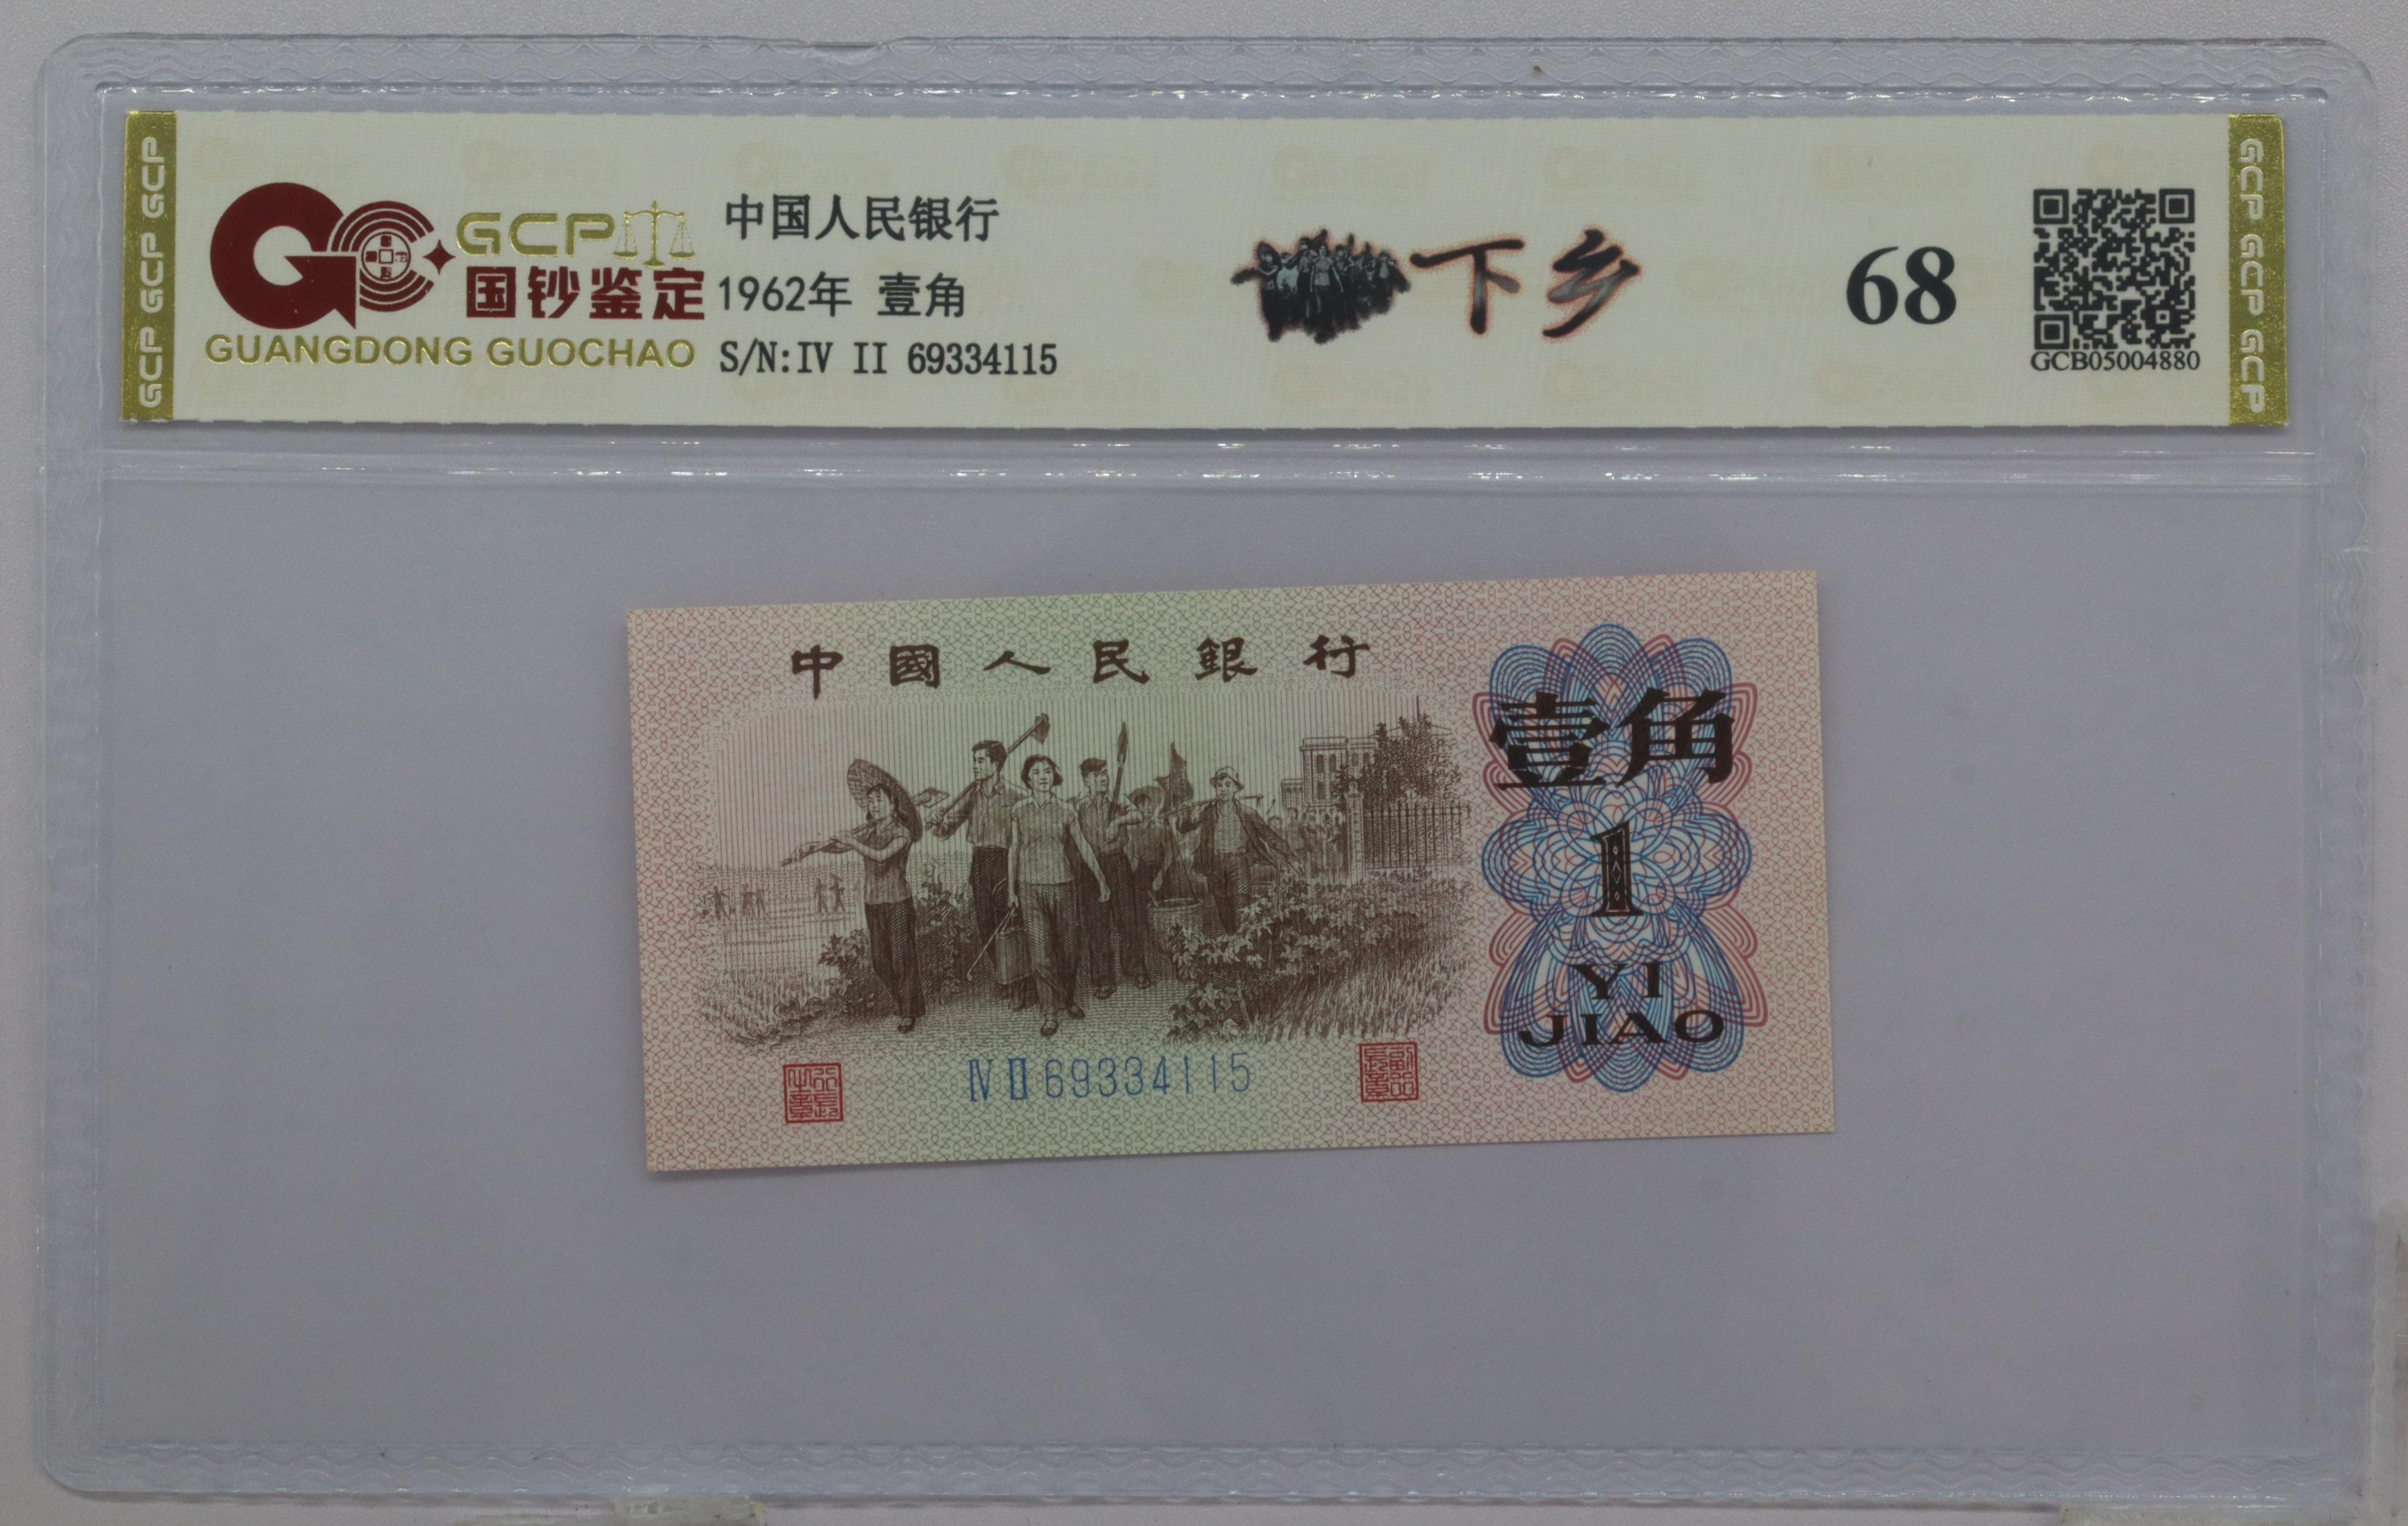 GCP GCP GCP
GCP
国钞鉴定
GUANGDONG GUOCHAO
中国人民银行
1962年 壹角
S/N:IV II 69334115
下乡
68
GCB05004880
GCP GCP GCP
中國人民銀行
壹角
1
YI
JIAO
IV II 69334115